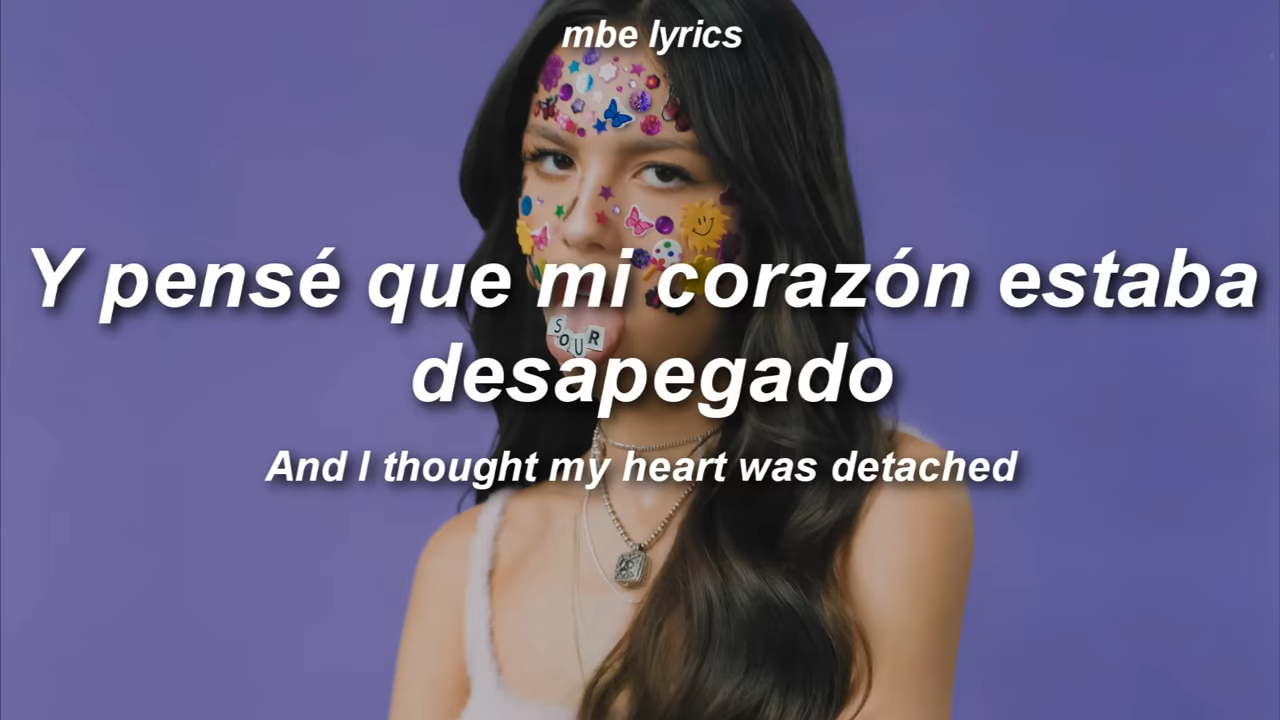 mbe lyrics
Y pensé que mi corazón estaba
SOUR
desapegado
And I thought my heart was detached